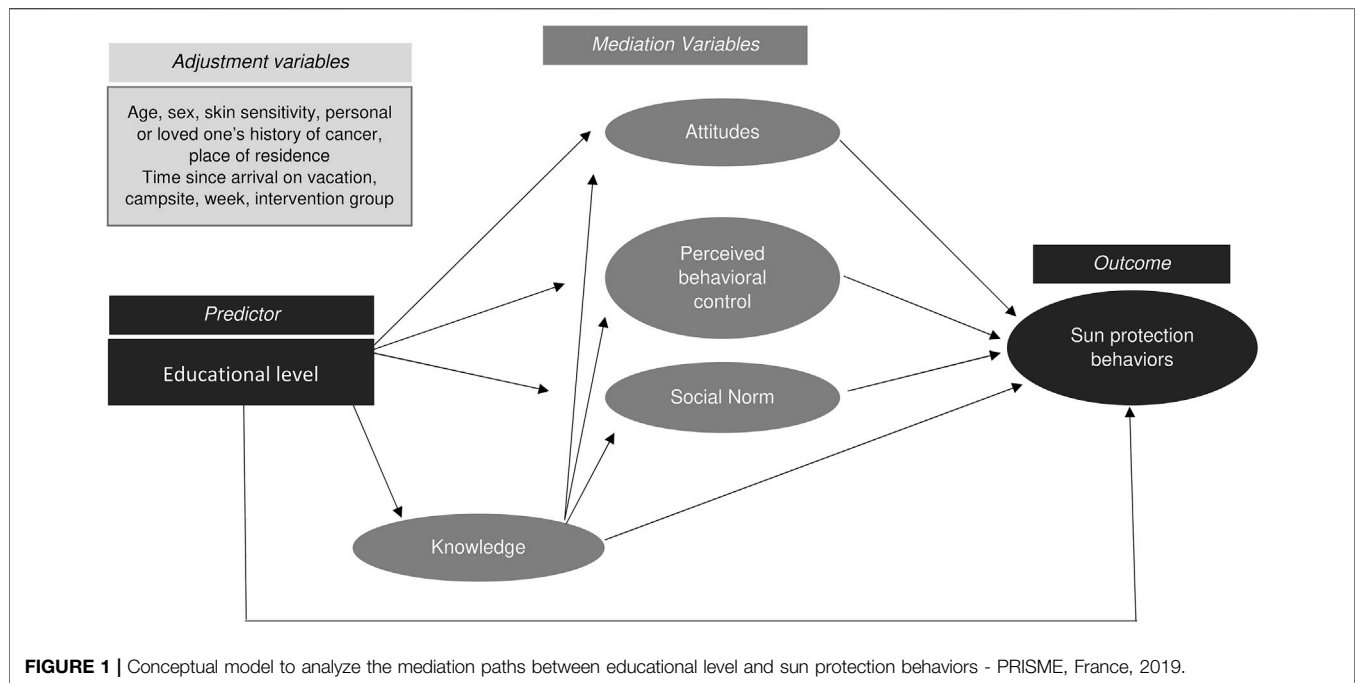 Adjustment variables
Age, sex, skin sensitivity, personal
or loved one's history of cancer,
place of residence
Time since arrival on vacation,
campsite, week, intervention group
Mediation Variables
Attitudes
Perceived
behavioral
control
Social Norm
Predictor
Educational level
Knowledge
Outcome
Sun protection
behaviors
FIGURE 1 | Conceptual model to analyze the mediation paths between educational level and sun protection behaviors - PRISME, France, 2019.